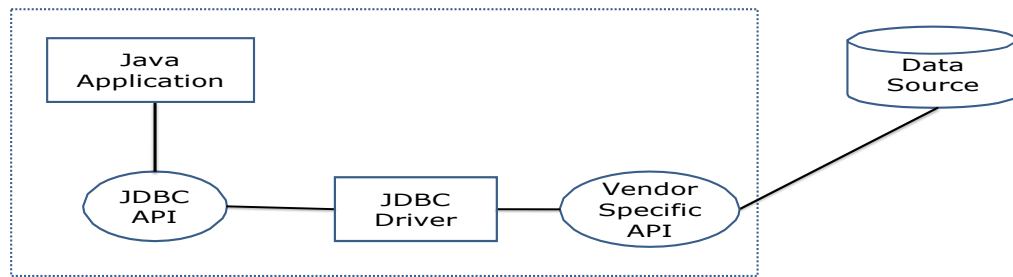 Java
Application
Data
Source
JDBC
API
JDBC
Driver
Vendor
Specific
API